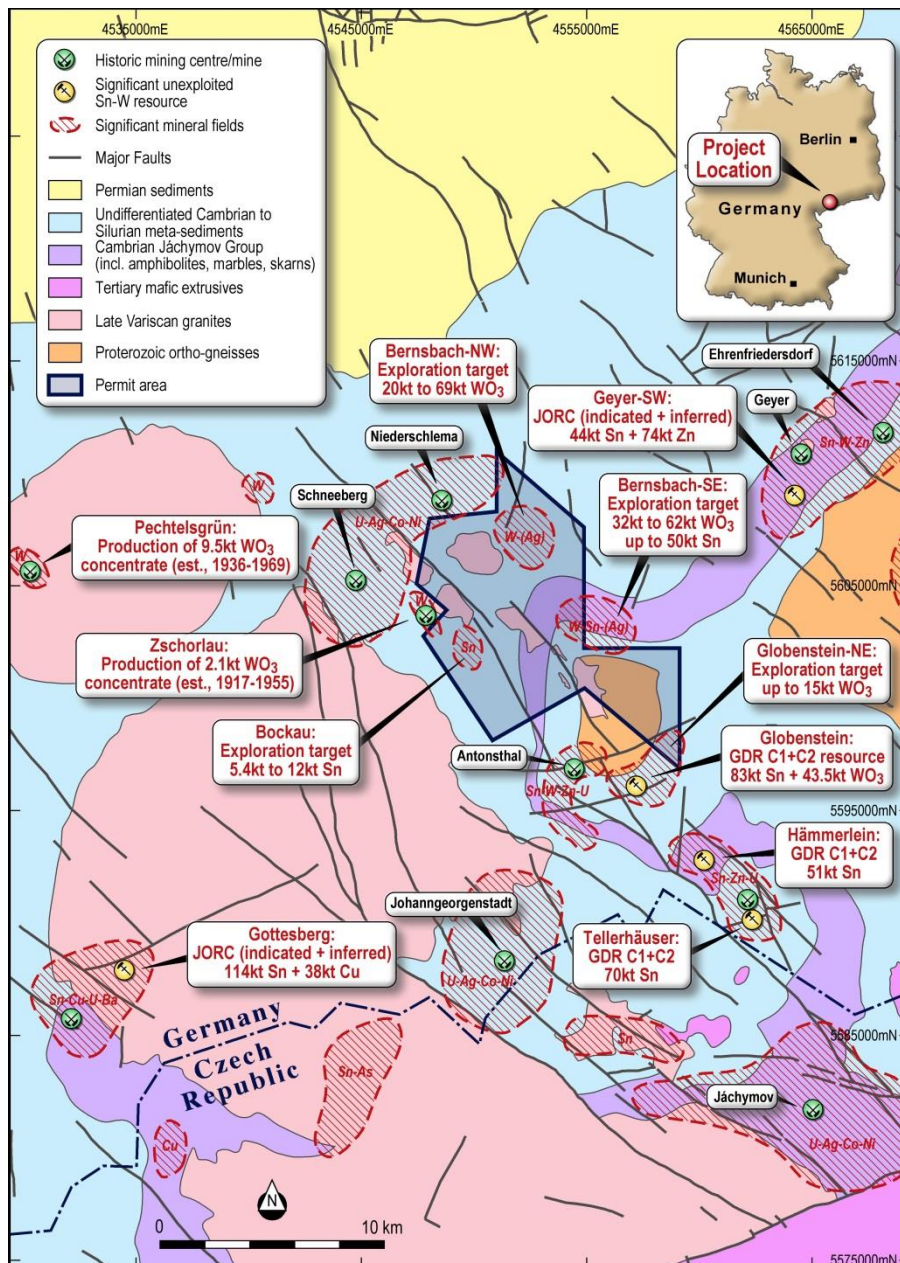 4535000mE
4545000mE
4555000mE
4565000mE
Historic mining centre/mine
Significant unexploited
Sn-W resource
Significant mineral fields
Major Faults
Permian sediments
Undifferentiated Cambrian to
Silurian meta-sediments
Cambrian Jáchymov Group
(incl. amphibolites, marbles, skarns)
Tertiary mafic extrusives
Late Variscan granites
Proterozoic ortho-gneisses
Permit area
Berlin
Project
Location
Germany
Munich
5615000mN
Ehrenfriedersdorf
Bernsbach-NW:
Exploration target
20kt to 69kt WO₃
Geyer-SW:
JORC (indicated + inferred)
44kt Sn + 74kt Zn
Geyer
Sn-W-Zn
Niederschlema
Schneeberg
U-Ag-Co-Ni
W
W-(Ag)
Bernsbach-SE:
Exploration target
32kt to 62kt WO₃
up to 50kt Sn
Pechtelsgrün:
Production of 9.5kt WO₃
concentrate (est., 1936-1969)
W
5605000mN
W
W-Sn-(Ag)
Sn
Zschorlau:
Production of 2.1kt WO₃
concentrate (est., 1917-1955)
Globenstein-NE:
Exploration target
up to 15kt WO₃
Bockau:
Exploration target
5.4kt to 12kt Sn
Antonsthal
Globenstein:
GDR C1+C2 resource
83kt Sn + 43.5kt WO₃
Sn-W-Zn-U
5595000mN
Hämmerlein:
GDR C1+C2
51kt Sn
Sn-Zn-U
Johanngeorgenstadt
Gottesberg:
JORC (indicated + inferred)
114kt Sn + 38kt Cu
Tellerhäuser:
GDR C1+C2
70kt Sn
U-Ag-Co-Ni
Sn-Cu-U-Ba
Germany
Czech
Republic
5585000mN
Sn
Sn-As
Jáchymov
Cu
U-Ag-Co-Ni
N
0
10 km
5575000mN